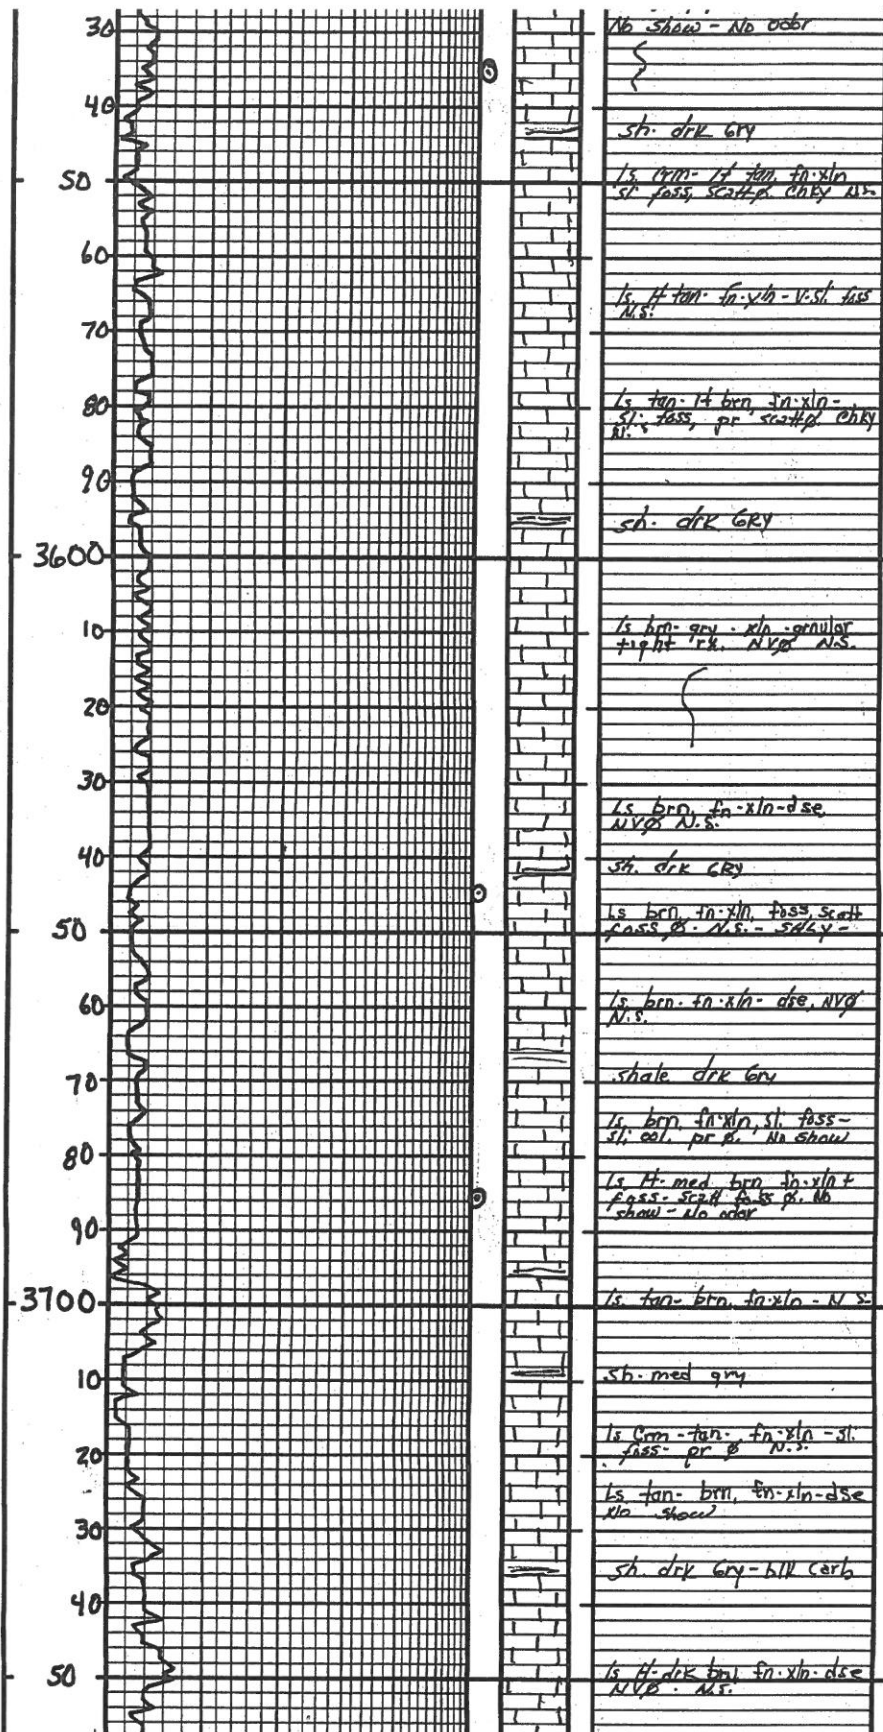 30
No show - No odor
40
sh. drk Gry
50
ls. Crm- lt tan, fn-xln
sl foss, scatt ø. Chky N.S.
60
ls. lt tan- fn-xln - v. sl. foss
N.S.
70
80
ls tan- lt brn, fn-xln-
sl. foss, pr scatt ø. Chky
N.S.
90
sh. drk GRY
3600
10
ls brn- gry - xln - grnular
tight rk. NVø N.S.
20
30
Ls brn, fn-xln-dse,
NVø N.S.
40
sh. drk GRY
50
Ls brn, fn-xln, foss, scatt
foss ø. N.S. - SHLY -
60
ls brn- fn-xln- dse, NVø
N.S.
70
shale drk Gry
ls, brn, fn-xln, sl. foss-
sl. ool. pr ø. No show
80
ls lt- med brn, fn-xln +
foss- scatt foss ø. No
show - No odor
90
3700
ls. tan- brn, fn-xln - N S
10
sh. med gry
ls Crm - tan-, fn-xln - sl.
foss- pr ø N.S.
20
Ls tan- brn, fn-xln-dse
No show
30
sh. drk Gry-blk Carb
40
50
ls lt-drk brn, fn-xln-dse
NVø. N.S.